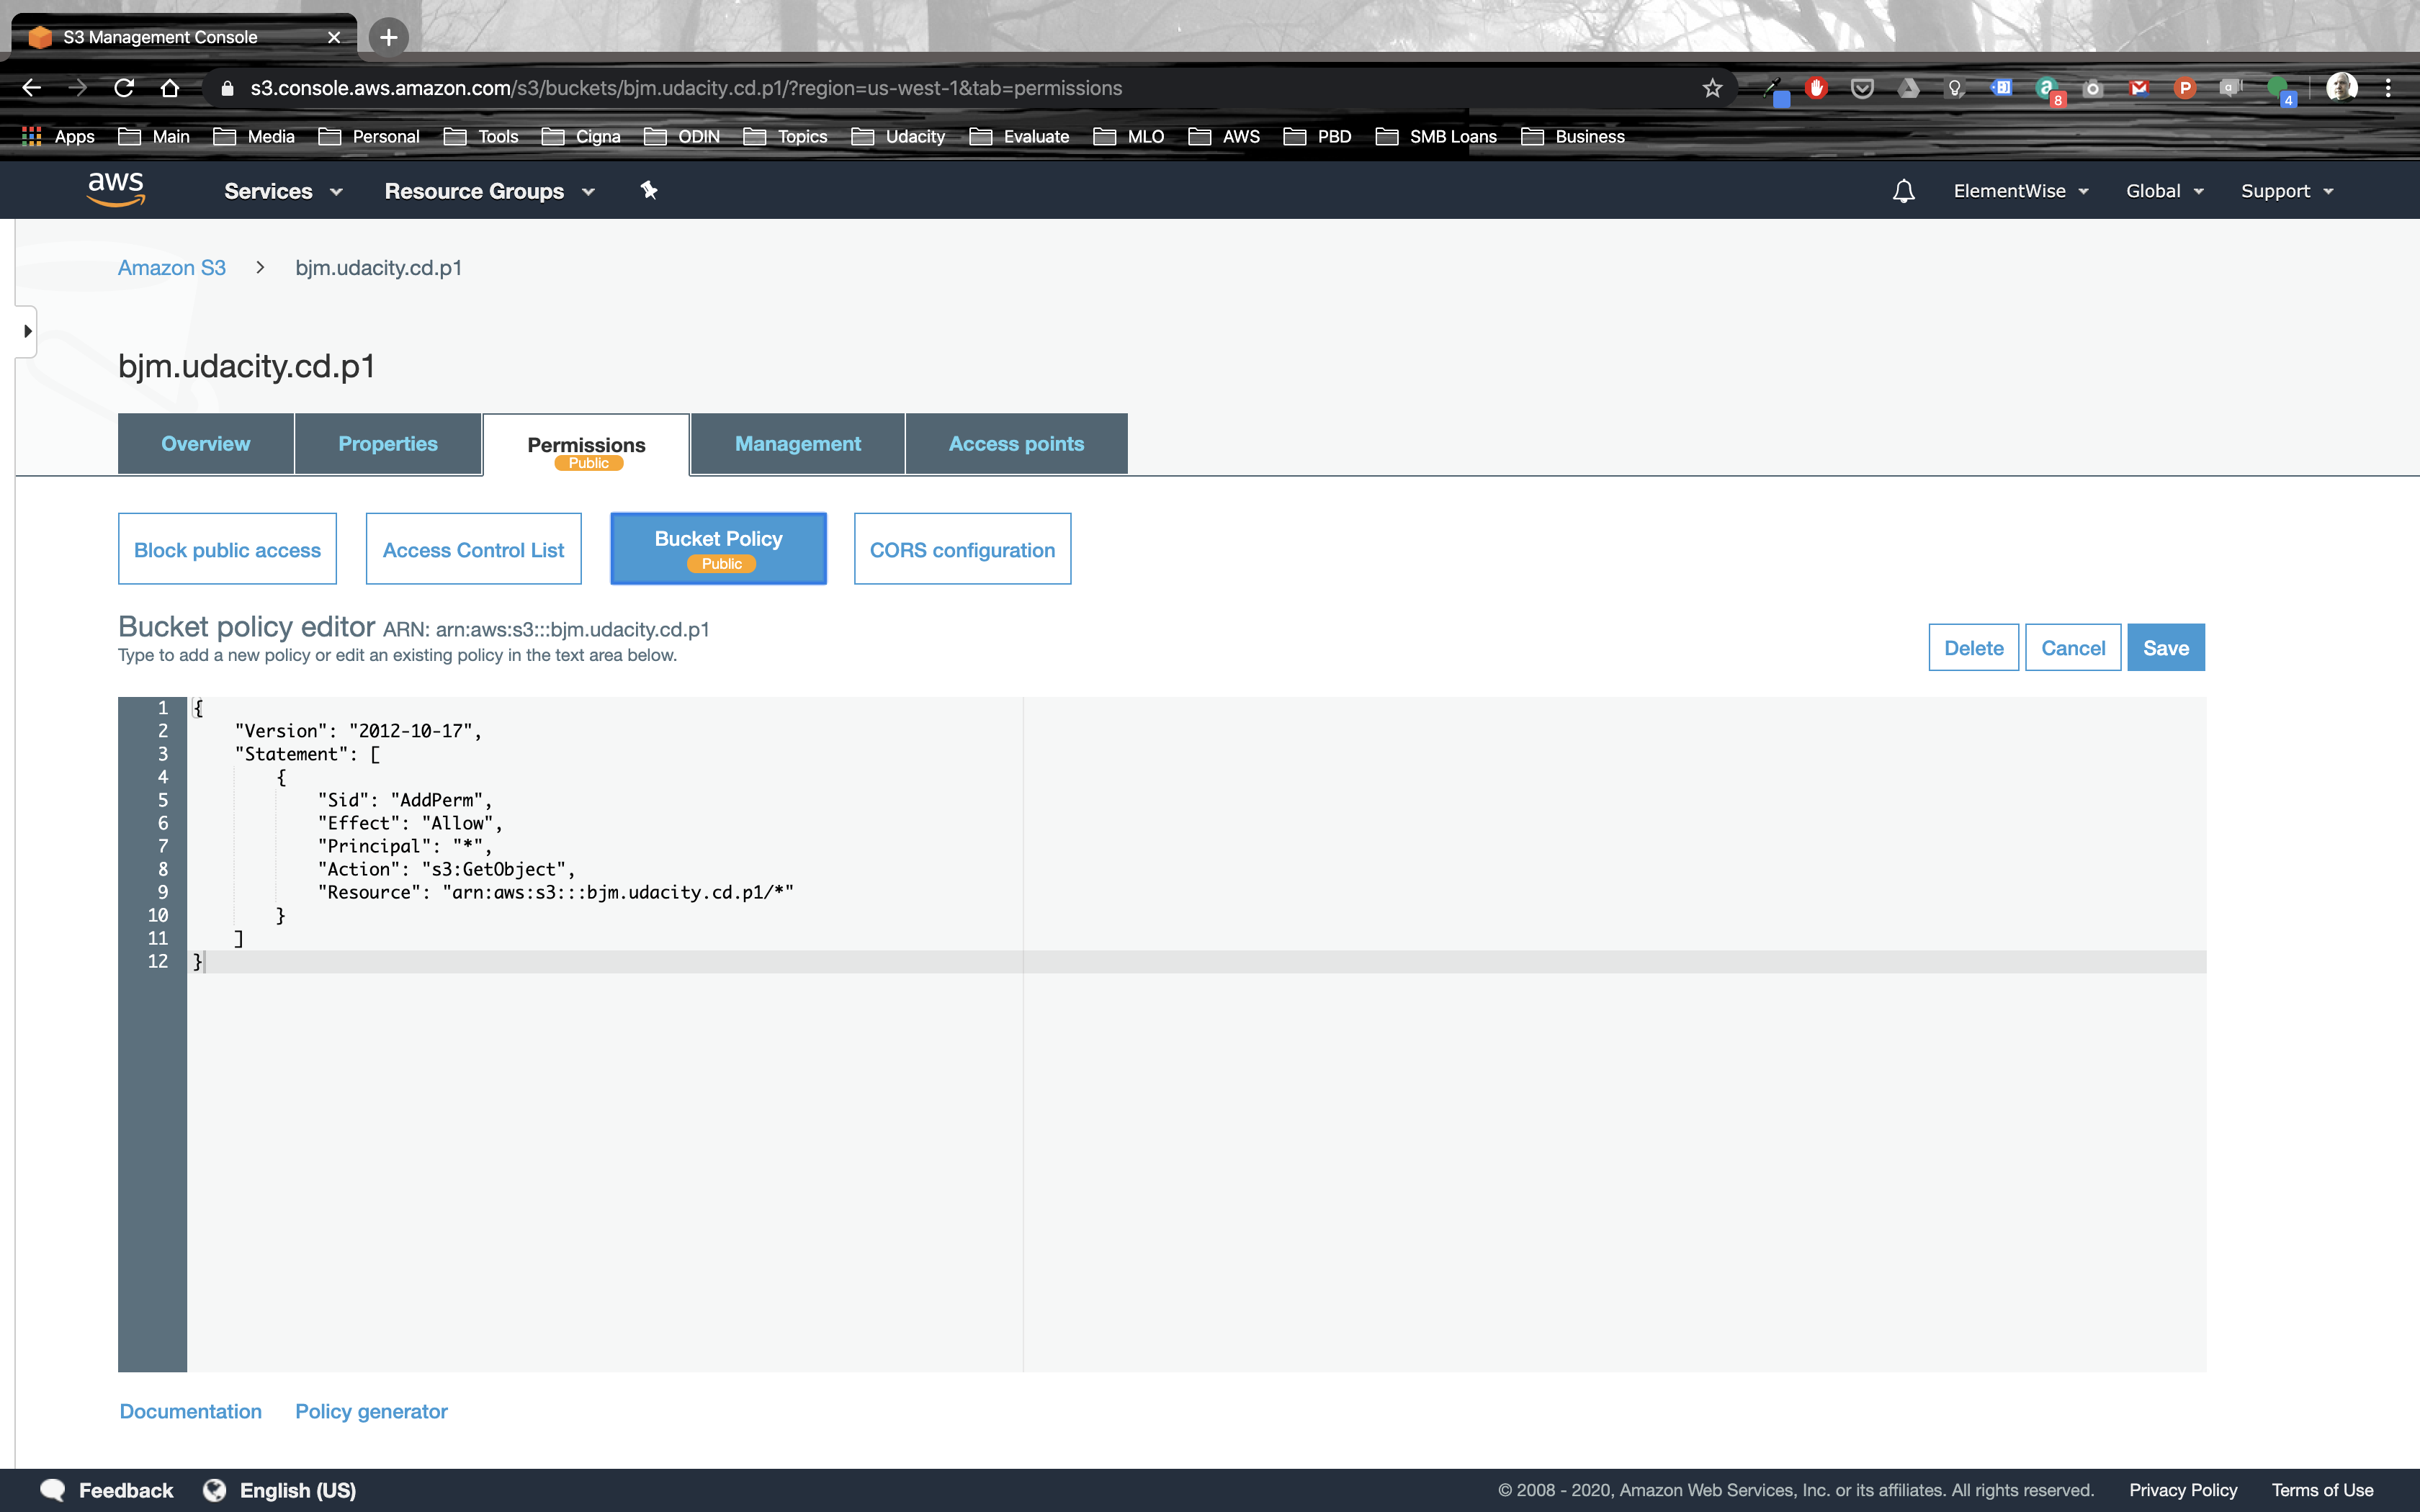 S3 Management Console
s3.console.aws.amazon.com/s3/buckets/bjm.udacity.cd.p1/?region=us-west-1&tab=permissions
8
4
Apps Main Media Personal Tools Cigna ODIN Topics Udacity Evaluate MLO AWS PBD SMB Loans Business
aws Services Resource Groups ElementWise Global Support
Amazon S3 > bjm.udacity.cd.p1
bjm.udacity.cd.p1
Overview Properties Permissions Management Access points
Public
Block public access Access Control List Bucket Policy CORS configuration
Public
Bucket policy editor ARN: arn:aws:s3:::bjm.udacity.cd.p1
Type to add a new policy or edit an existing policy in the text area below.
Delete Cancel Save
1 {
2 "Version": "2012-10-17",
3 "Statement": [
4 {
5 "Sid": "AddPerm",
6 "Effect": "Allow",
7 "Principal": "*",
8 "Action": "s3:GetObject",
9 "Resource": "arn:aws:s3:::bjm.udacity.cd.p1/*"
10 }
11 ]
12 }
Documentation Policy generator
Feedback English (US) © 2008 - 2020, Amazon Web Services, Inc. or its affiliates. All rights reserved. Privacy Policy Terms of Use